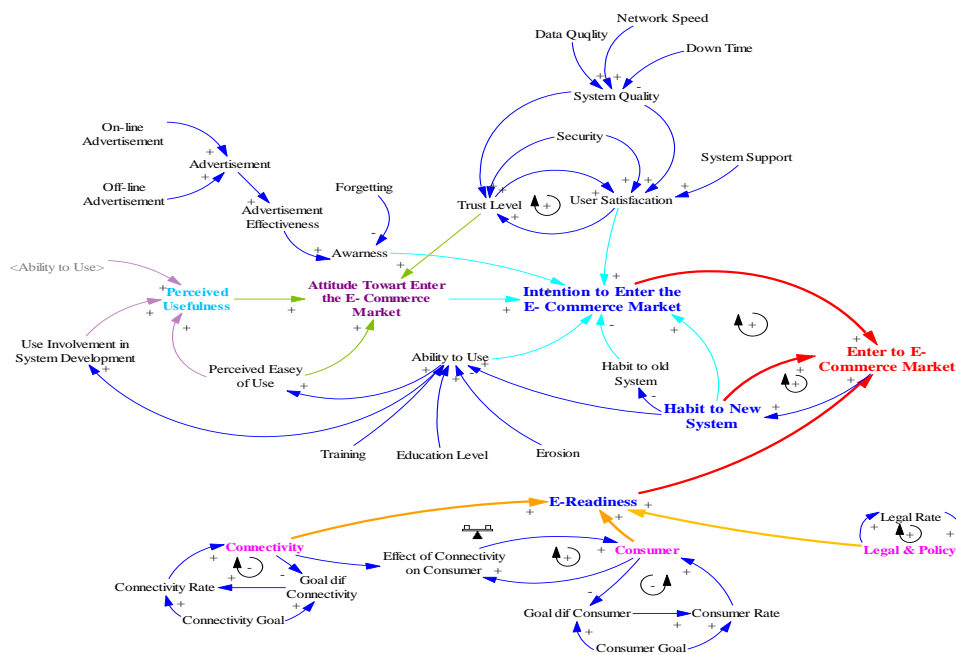 Network Speed
Data Quqlity
Down Time
System Quality
On-line
Advertisement
Security
Advertisement
System Support
Off-line
Advertisement
Forgetting
User Satisfacation
Trust Level
Advertisement
Effectiveness
Awarness
<Ability to Use>
Perceived
Usefulness
Attitude Towart Enter
the E- Commerce
Market
Intention to Enter the
E- Commerce Market
Use Involvement in
System Development
Ability to Use
Enter to E-
Commerce Market
Perceived Easey
of Use
Habit to old
System
Habit to New
System
Training
Education Level
Erosion
E-Readiness
Legal Rate
Connectivity
Effect of Connectivity
on Consumer
Consumer
Legal & Policy
Connectivity Rate
Goal dif
Connectivity
Goal dif Consumer
Consumer Rate
Connectivity Goal
Consumer Goal